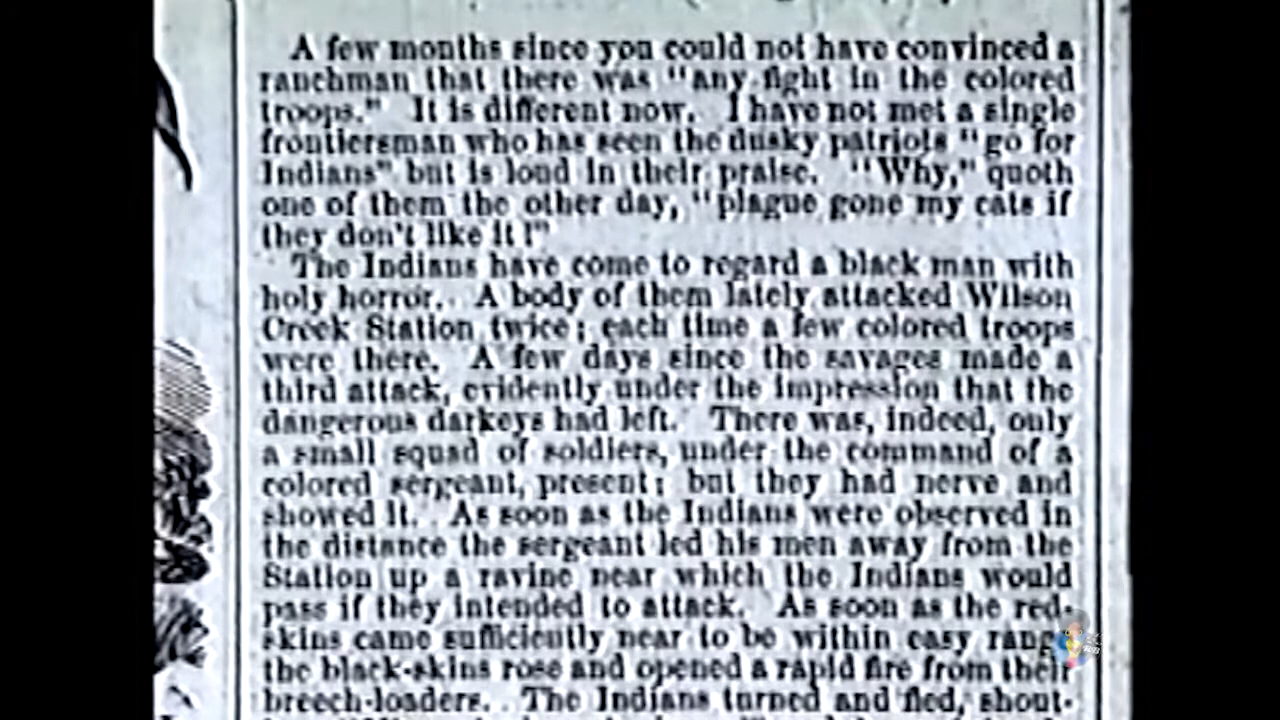 A few months since you could not have convinced a
ranchman that there was "any fight in the colored
troops." It is different now. I have not met a single
frontiersman who has seen the dusky patriots "go for
Indians" but is loud in their praise. "Why," quoth
one of them the other day, "plague gone my cats if
they don't like it!"
The Indians have come to regard a black man with
holy horror. A body of them lately attacked Wilson
Creek Station twice; each time a few colored troops
were there. A few days since the savages made a
third attack, evidently under the impression that the
dangerous darkeys had left. There was, indeed, only
a small squad of soldiers, under the command of a
colored sergeant, present; but they had nerve and
showed it. As soon as the Indians were observed in
the distance the sergeant led his men away from the
Station up a ravine near which the Indians would
pass if they intended to attack. As soon as the red-
skins came sufficiently near to be within easy range
the black-skins rose and opened a rapid fire from their
breech-loaders. The Indians turned and fled, shout-